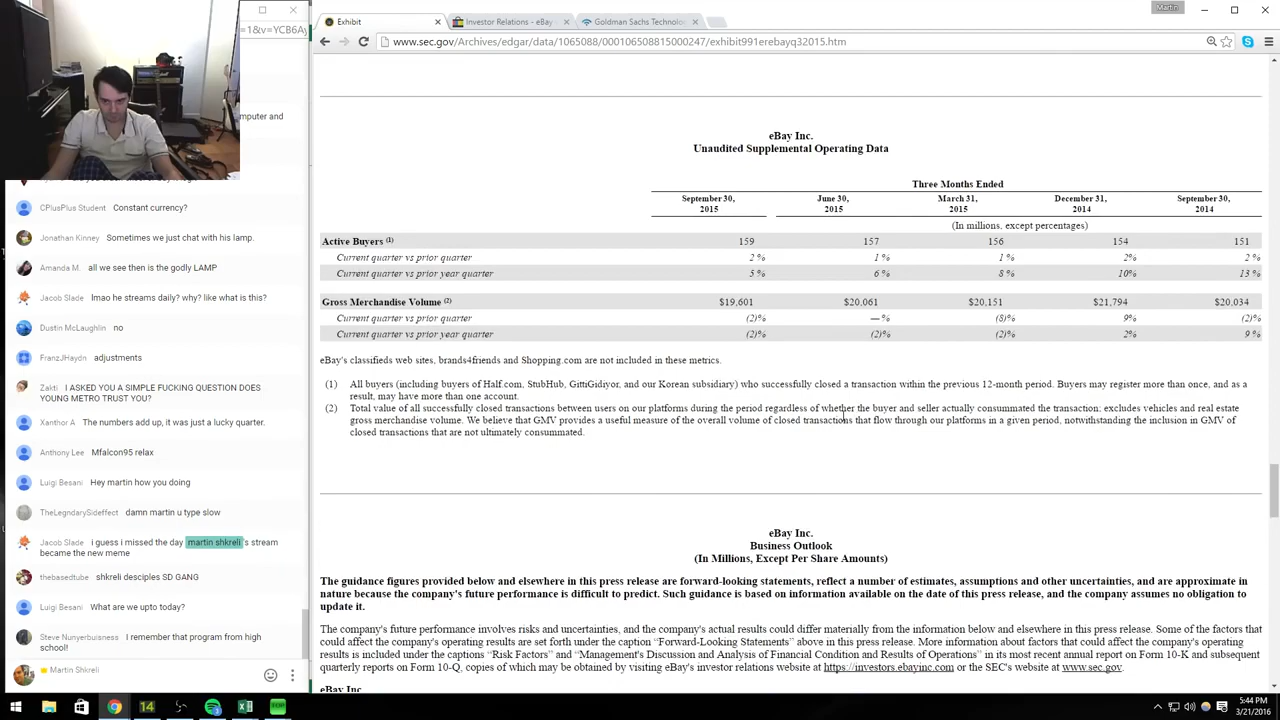 =1&v=YCB6Ay
mputer and
CPlusPlus Student Constant currency?
Jonathan Kinney Sometimes we just chat with his lamp.
Amanda M. all we see then is the godly LAMP
Jacob Slade lmao he streams daily? why? like what is this?
Dustin McLaughlin no
FranzJHaydn adjustments
Zakti I ASKED YOU A SIMPLE FUCKING QUESTION DOES
YOUNG METRO TRUST YOU?
Xanthor A The numbers add up, it was just a lucky quarter.
Anthony Lee Mfalcon95 relax
Luigi Besani Hey martin how you doing
TheLegndarySideffect damn martin u type slow
Jacob Slade i guess i missed the day martin shkreli's stream
became the new meme
thebasedtube shkreli desciples SD GANG
Luigi Besani What are we upto today?
Steve Nunyerbuisness I remember that program from high
school!
Martin Shkreli
Martin
Exhibit
Investor Relations - eBay
Goldman Sachs Technolo
www.sec.gov/Archives/edgar/data/1065088/000106508815000247/exhibit991erebayq32015.htm
eBay Inc.
Unaudited Supplemental Operating Data
Three Months Ended
September 30, June 30, March 31, December 31, September 30,
2015 2015 2015 2014 2014
(In millions, except percentages)
Active Buyers (1) 159 157 156 154 151
Current quarter vs prior quarter 2 % 1 % 1 % 2% 2 %
Current quarter vs prior year quarter 5 % 6 % 8 % 10% 13 %
Gross Merchandise Volume (2) $19,601 $20,061 $20,151 $21,794 $20,034
Current quarter vs prior quarter (2)% — % (8)% 9% (2)%
Current quarter vs prior year quarter (2)% (2)% (2)% 2% 9 %
eBay's classifieds web sites, brands4friends and Shopping.com are not included in these metrics.
(1) All buyers (including buyers of Half.com, StubHub, GittiGidiyor, and our Korean subsidiary) who successfully closed a transaction within the previous 12-month period. Buyers may register more than once, and as a
result, may have more than one account.
(2) Total value of all successfully closed transactions between users on our platforms during the period regardless of whether the buyer and seller actually consummated the transaction; excludes vehicles and real estate
gross merchandise volume. We believe that GMV provides a useful measure of the overall volume of closed transactions that flow through our platforms in a given period, notwithstanding the inclusion in GMV of
closed transactions that are not ultimately consummated.
eBay Inc.
Business Outlook
(In Millions, Except Per Share Amounts)
The guidance figures provided below and elsewhere in this press release are forward-looking statements, reflect a number of estimates, assumptions and other uncertainties, and are approximate in
nature because the company's future performance is difficult to predict. Such guidance is based on information available on the date of this press release, and the company assumes no obligation to
update it.
The company's future performance involves risks and uncertainties, and the company's actual results could differ materially from the information below and elsewhere in this press release. Some of the factors that
could affect the company's operating results are set forth under the caption "Forward-Looking Statements" above in this press release. More information about factors that could affect the company's operating
results is included under the captions "Risk Factors" and "Management's Discussion and Analysis of Financial Condition and Results of Operations" in its most recent annual report on Form 10-K and subsequent
quarterly reports on Form 10-Q, copies of which may be obtained by visiting eBay's investor relations website at https://investors.ebayinc.com or the SEC's website at www.sec.gov.
eBay Inc.
14
5:44 PM
3/21/2016